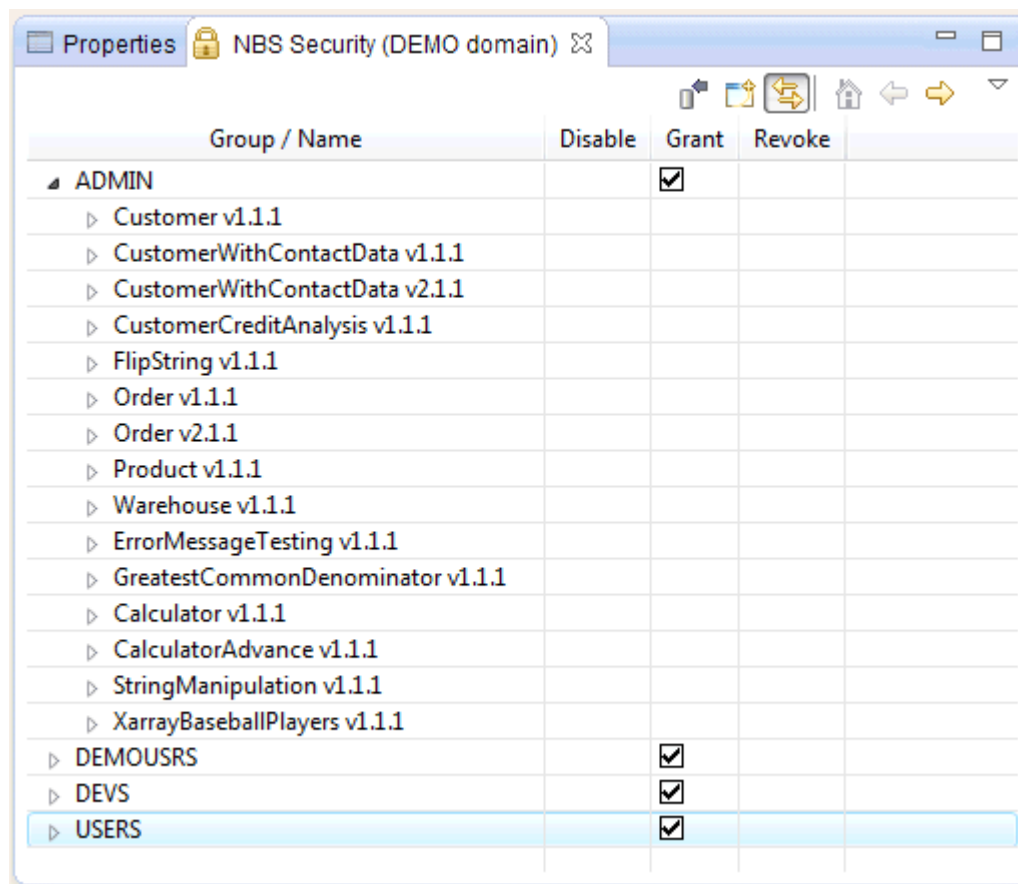 Properties NBS Security (DEMO domain)
Group / Name Disable Grant Revoke
ADMIN
Customer v1.1.1
CustomerWithContactData v1.1.1
CustomerWithContactData v2.1.1
CustomerCreditAnalysis v1.1.1
FlipString v1.1.1
Order v1.1.1
Order v2.1.1
Product v1.1.1
Warehouse v1.1.1
ErrorMessageTesting v1.1.1
GreatestCommonDenominator v1.1.1
Calculator v1.1.1
CalculatorAdvance v1.1.1
StringManipulation v1.1.1
XarrayBaseballPlayers v1.1.1
DEMOUSRS
DEVS
USERS